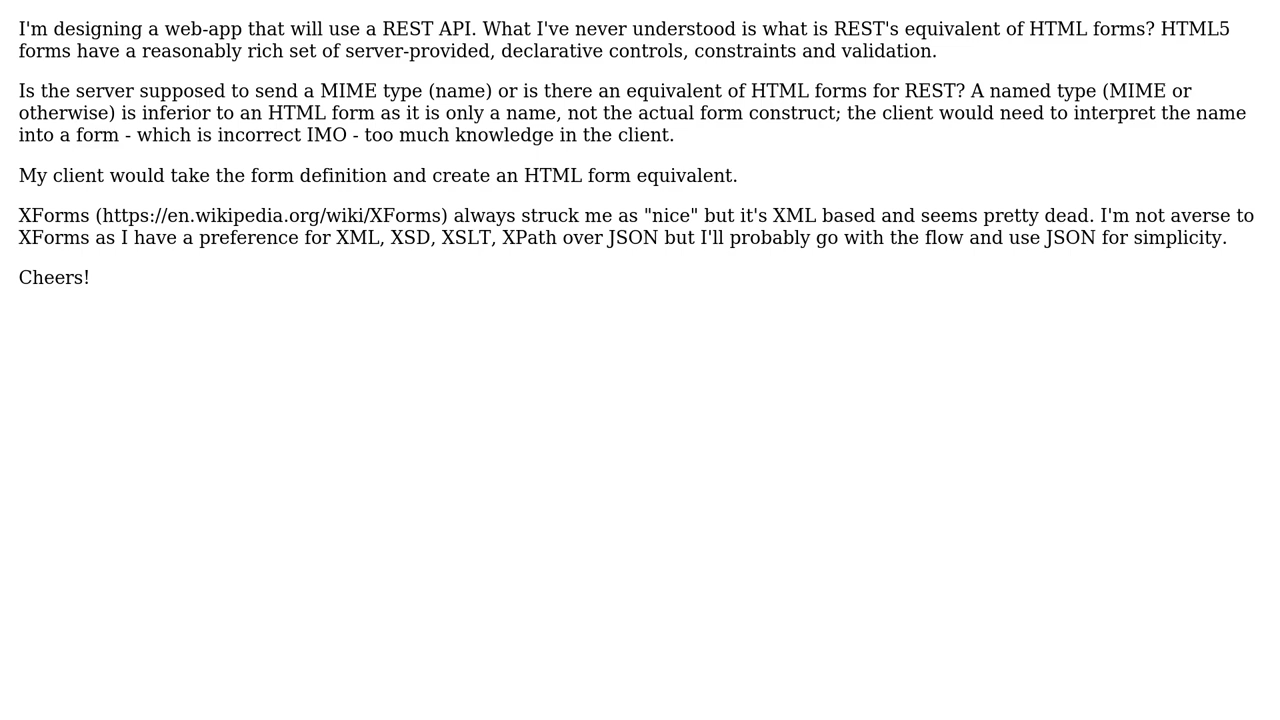 I'm designing a web-app that will use a REST API. What I've never understood is what is REST's equivalent of HTML forms? HTML5
forms have a reasonably rich set of server-provided, declarative controls, constraints and validation.
Is the server supposed to send a MIME type (name) or is there an equivalent of HTML forms for REST? A named type (MIME or
otherwise) is inferior to an HTML form as it is only a name, not the actual form construct; the client would need to interpret the name
into a form - which is incorrect IMO - too much knowledge in the client.
My client would take the form definition and create an HTML form equivalent.
XForms (https://en.wikipedia.org/wiki/XForms) always struck me as "nice" but it's XML based and seems pretty dead. I'm not averse to
XForms as I have a preference for XML, XSD, XSLT, XPath over JSON but I'll probably go with the flow and use JSON for simplicity.
Cheers!